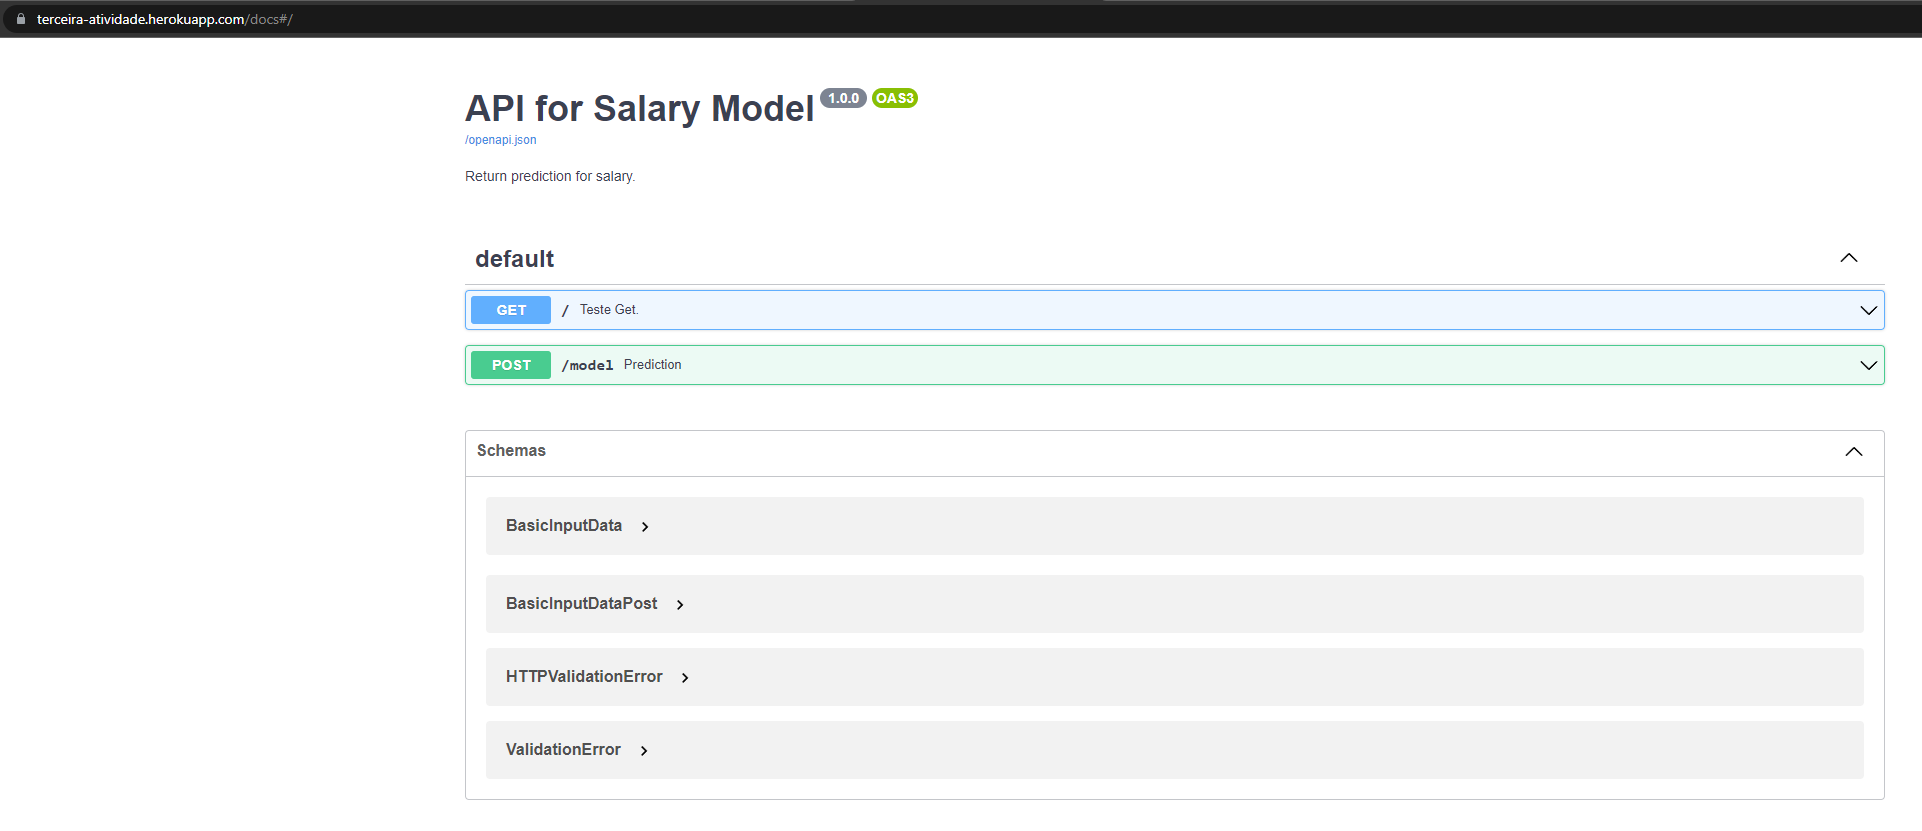 terceira-atividade.herokuapp.com/docs#/
API for Salary Model 1.0.0 OAS3
/openapi.json
Return prediction for salary.
default
GET / Teste Get.
POST /model Prediction
Schemas
BasicInputData
BasicInputDataPost
HTTPValidationError
ValidationError